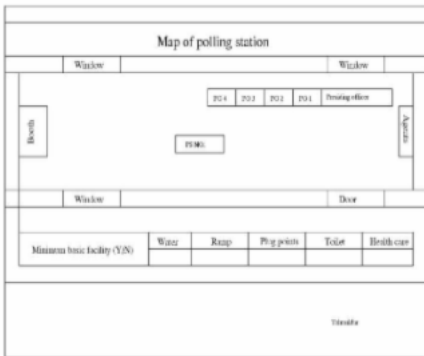 Map of polling station
Window Window
PO 4 PO 3 PO 2 PO 1 Presiding officer
Booth
Agents
PS NO.
Window Door
Minimum basic facility (Y/N) Water Ramp Plug points Toilet Health care